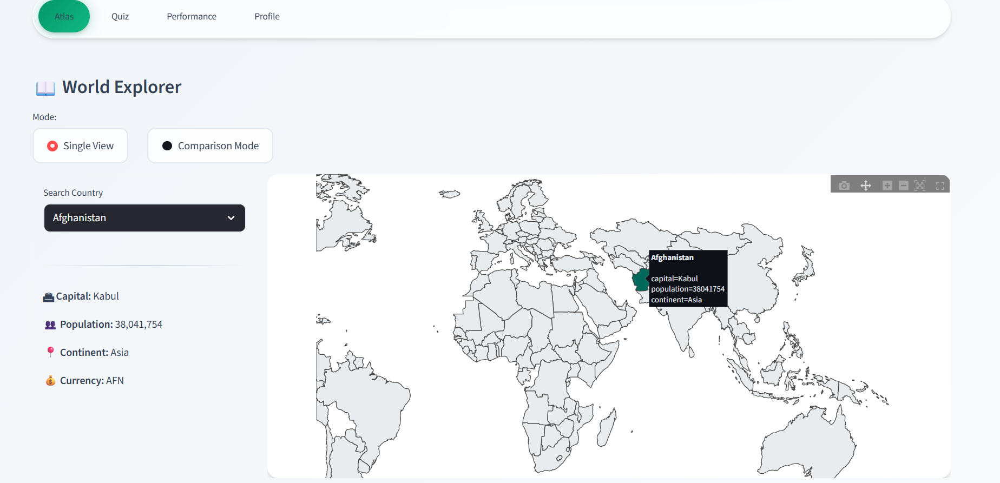 Atlas
Quiz
Performance
Profile
World Explorer
Mode:
Single View
Comparison Mode
Search Country
Afghanistan
Capital: Kabul
Population: 38,041,754
Continent: Asia
Currency: AFN
Afghanistan
capital=Kabul
population=38041754
continent=Asia